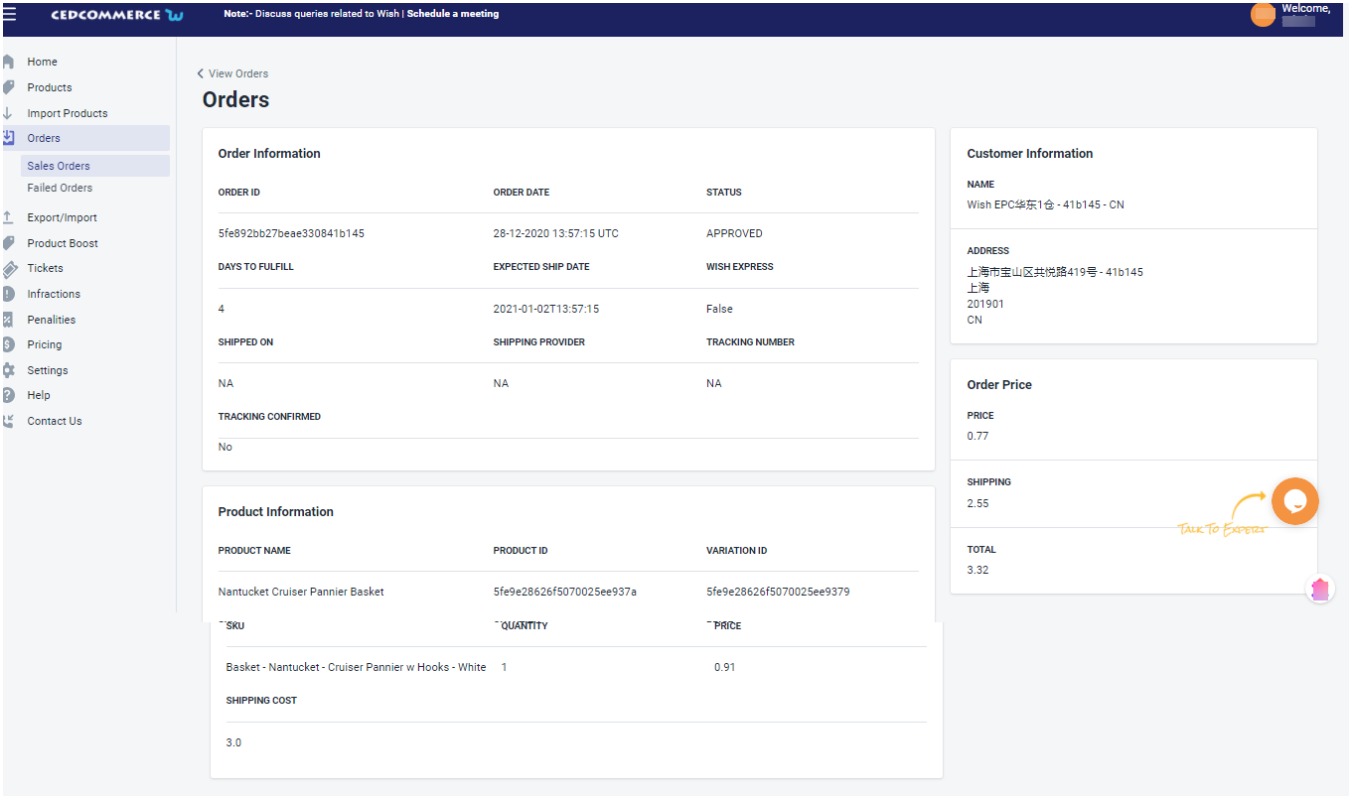 CEDCOMMERCE
Note:- Discuss queries related to Wish | Schedule a meeting
Welcome,
Home
Products
Import Products
Orders
Sales Orders
Failed Orders
Export/Import
Product Boost
Tickets
Infractions
Penalities
Pricing
Settings
Help
Contact Us
View Orders
Orders
Order Information
ORDER ID ORDER DATE STATUS
5fe892bb27beae330841b145 28-12-2020 13:57:15 UTC APPROVED
DAYS TO FULFILL EXPECTED SHIP DATE WISH EXPRESS
4 2021-01-02T13:57:15 False
SHIPPED ON SHIPPING PROVIDER TRACKING NUMBER
NA NA NA
TRACKING CONFIRMED
No
Product Information
PRODUCT NAME PRODUCT ID VARIATION ID
Nantucket Cruiser Pannier Basket 5fe9e28626f5070025ee937a 5fe9e28626f5070025ee9379
SKU QUANTITY PRICE
Basket - Nantucket - Cruiser Pannier w Hooks - White 1 0.91
SHIPPING COST
3.0
Customer Information
NAME
Wish EPC华东1仓 - 41b145 - CN
ADDRESS
上海市宝山区共悦路419号 - 41b145
上海
201901
CN
Order Price
PRICE
0.77
SHIPPING
2.55
TALK TO EXPERT
TOTAL
3.32